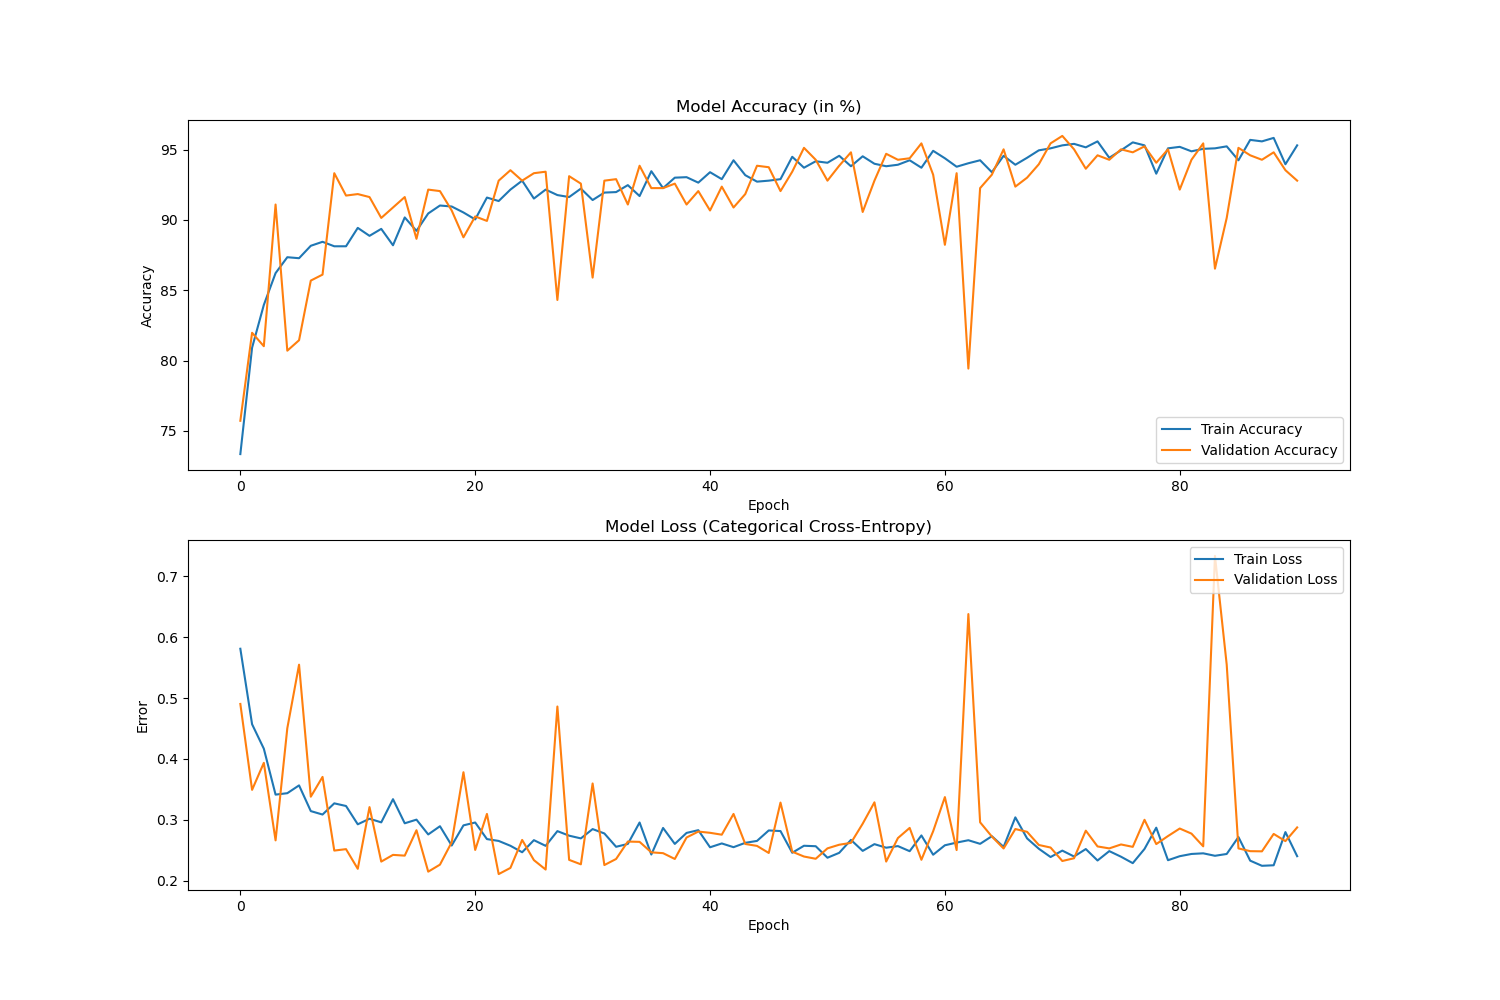 Model Accuracy (in %)
95
90
85
80
75
Accuracy
Train Accuracy
Validation Accuracy
0 20 40 60 80
Epoch
Model Loss (Categorical Cross-Entropy)
0.7
0.6
0.5
0.4
0.3
0.2
Error
Train Loss
Validation Loss
0 20 40 60 80
Epoch